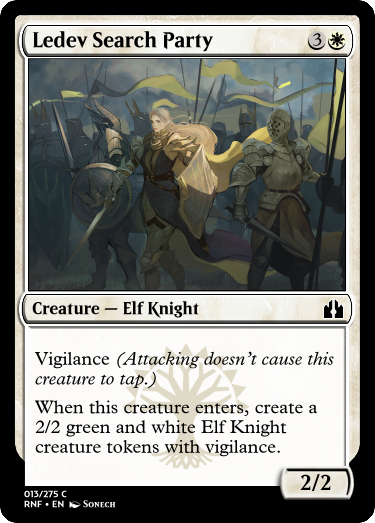 Ledev Search Party 3
Creature — Elf Knight
Vigilance (Attacking doesn't cause this
creature to tap.)
When this creature enters, create a
2/2 green and white Elf Knight
creature tokens with vigilance.
2/2
013/275 C
RNF • EN Sonech